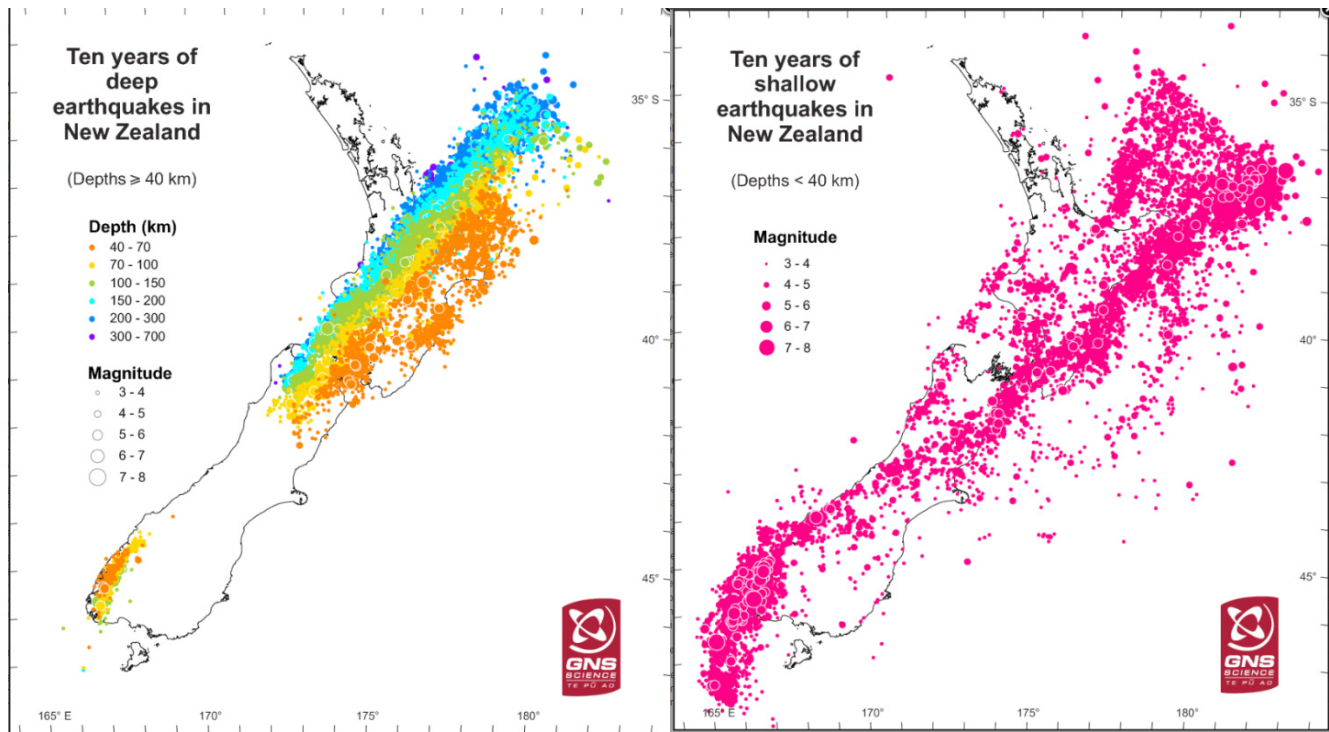 Ten years of
deep
earthquakes in
New Zealand
(Depths ⩾ 40 km)
Depth (km)
40 - 70
70 - 100
100 - 150
150 - 200
200 - 300
300 - 700
Magnitude
3 - 4
4 - 5
5 - 6
6 - 7
7 - 8
35° S
40°
45°
GNS
SCIENCE
TE PŪ AO
165° E
170°
175°
180°
Ten years of
shallow
earthquakes in
New Zealand
(Depths < 40 km)
Magnitude
3 - 4
4 - 5
5 - 6
6 - 7
7 - 8
35° S
40°
45°
GNS
SCIENCE
TE PŪ AO
165° E
170°
175°
180°